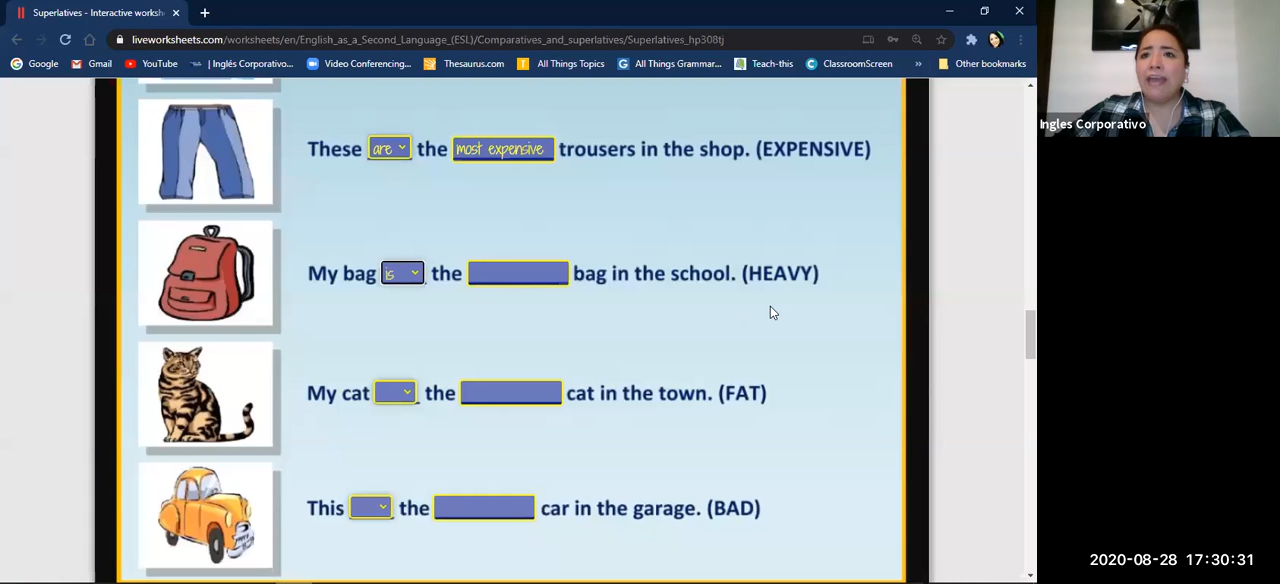 Superlatives - Interactive worksh
liveworksheets.com/worksheets/en/English_as_a_Second_Language_(ESL)/Comparatives_and_superlatives/Superlatives_hp308tj
Google Gmail YouTube | Inglés Corporativo... Video Conferencing... Thesaurus.com All Things Topics All Things Grammar... Teach-this ClassroomScreen » Other bookmarks
Ingles Corporativo
These are the most expensive trousers in the shop. (EXPENSIVE)
My bag is the bag in the school. (HEAVY)
My cat the cat in the town. (FAT)
This the car in the garage. (BAD)
2020-08-28 17:30:31